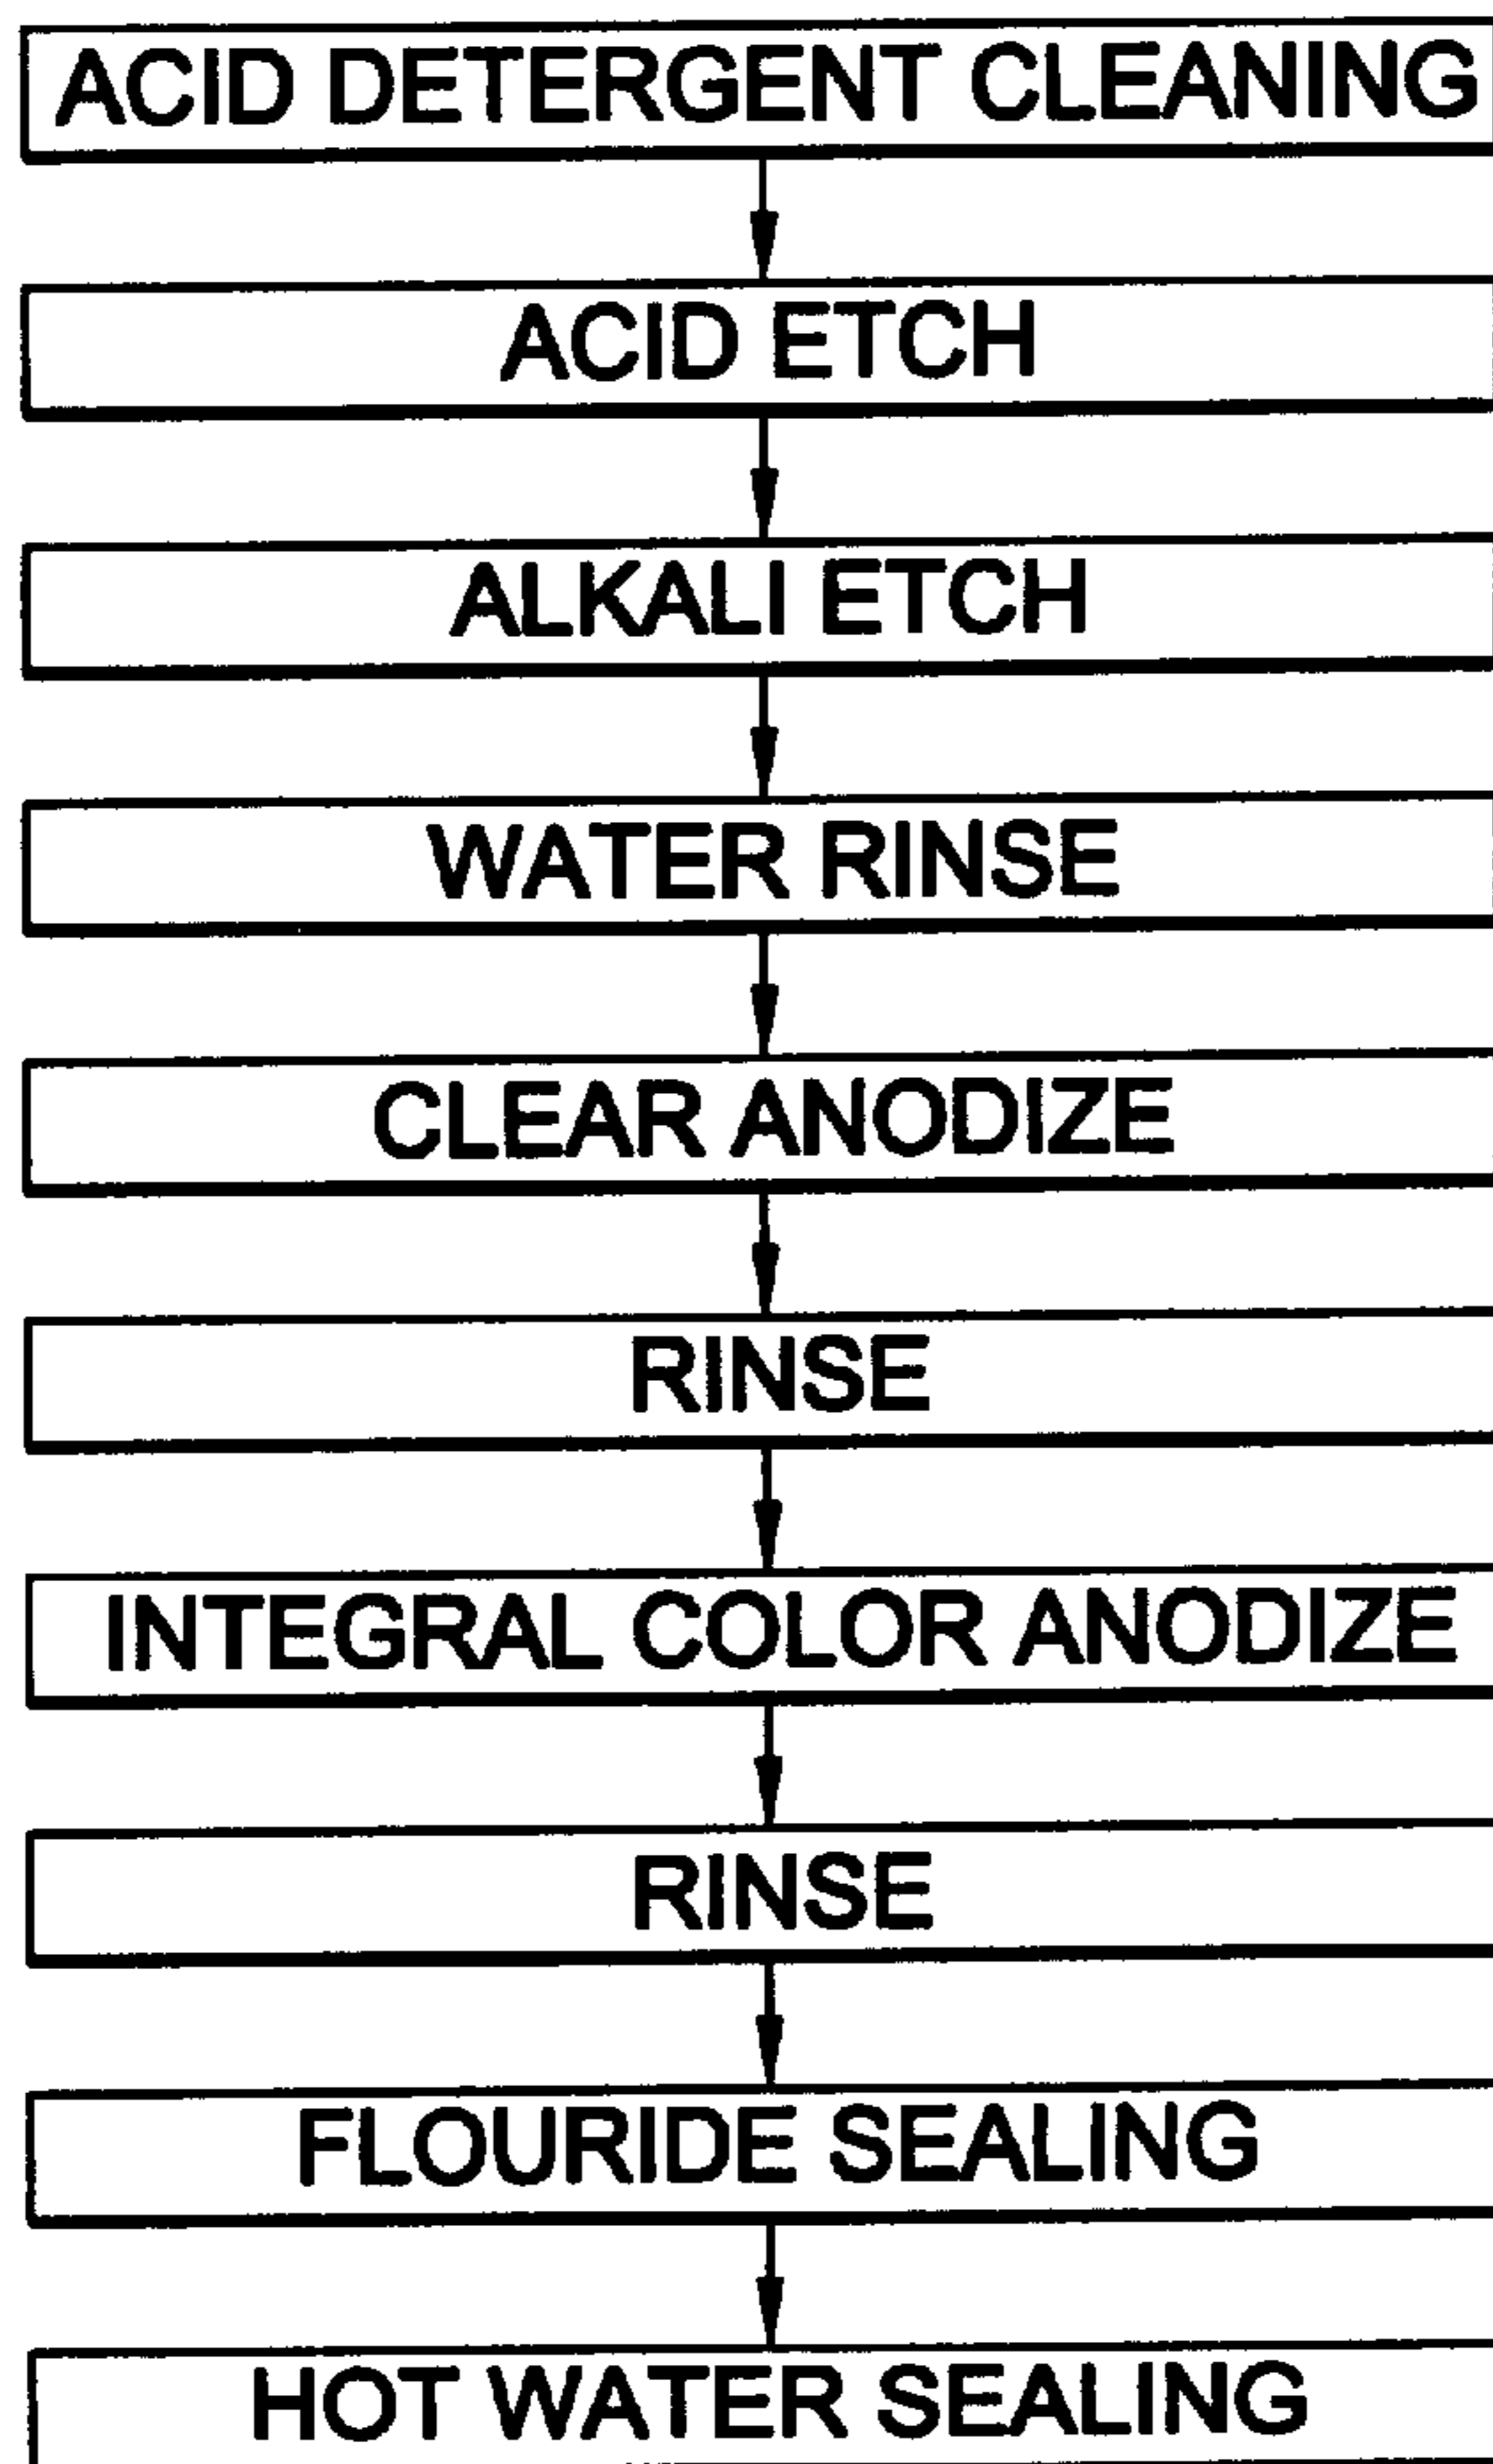 ACID DETERGENT CLEANING
ACID ETCH
ALKALI ETCH
WATER RINSE
CLEAR ANODIZE
RINSE
INTEGRAL COLOR ANODIZE
RINSE
FLOURIDE SEALING
HOT WATER SEALING